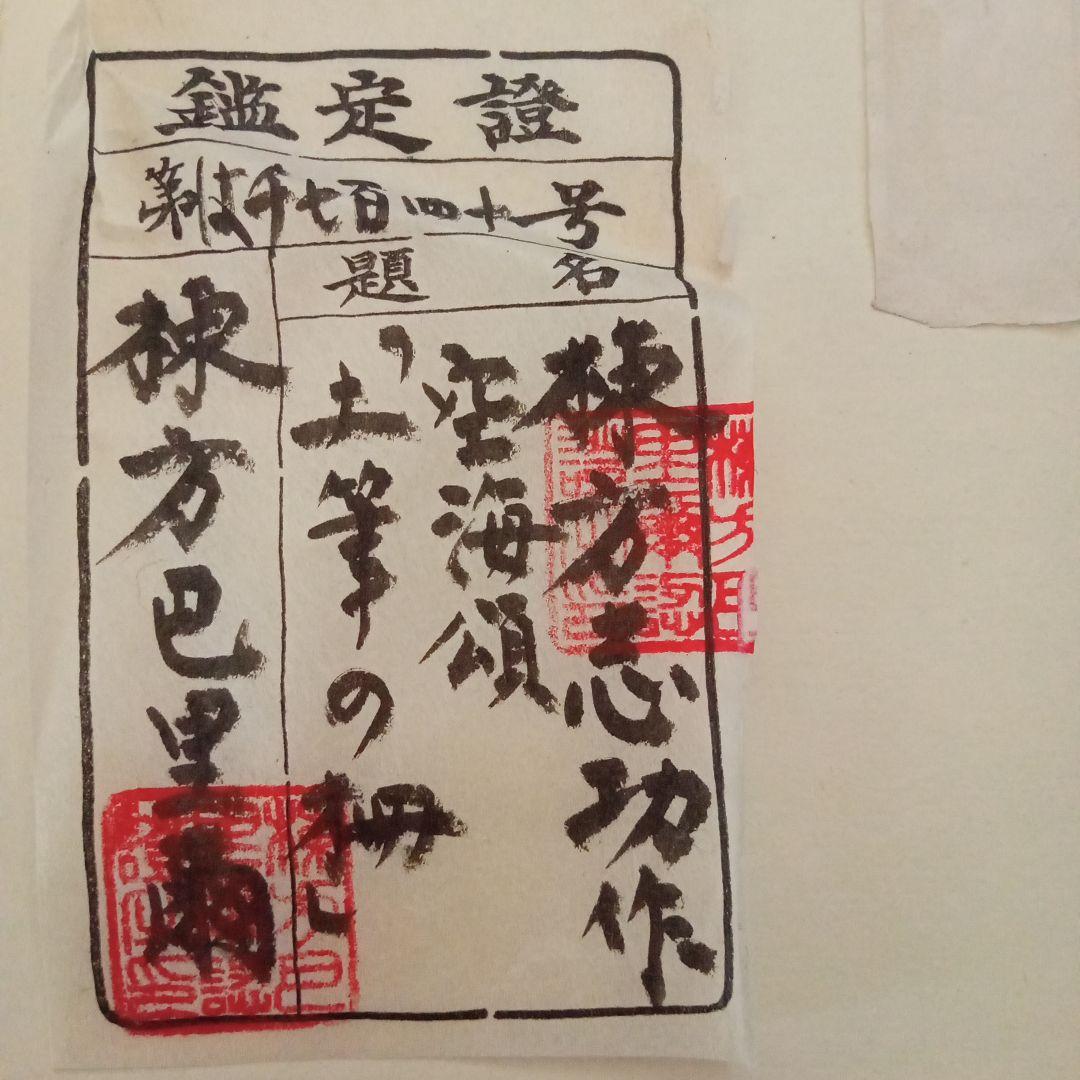 鑑定證
第 千七百四十号
題名
棟方志功作
空海頌
「土筆の柵」
棟方巴里爾